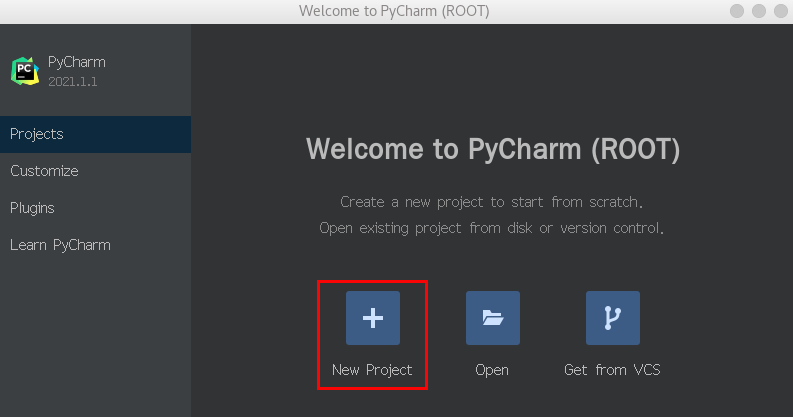 Welcome to PyCharm (ROOT)
PC
PyCharm
2021.1.1
Projects
Customize
Plugins
Learn PyCharm
Welcome to PyCharm (ROOT)
Create a new project to start from scratch.
Open existing project from disk or version control.
New Project
Open
Get from VCS